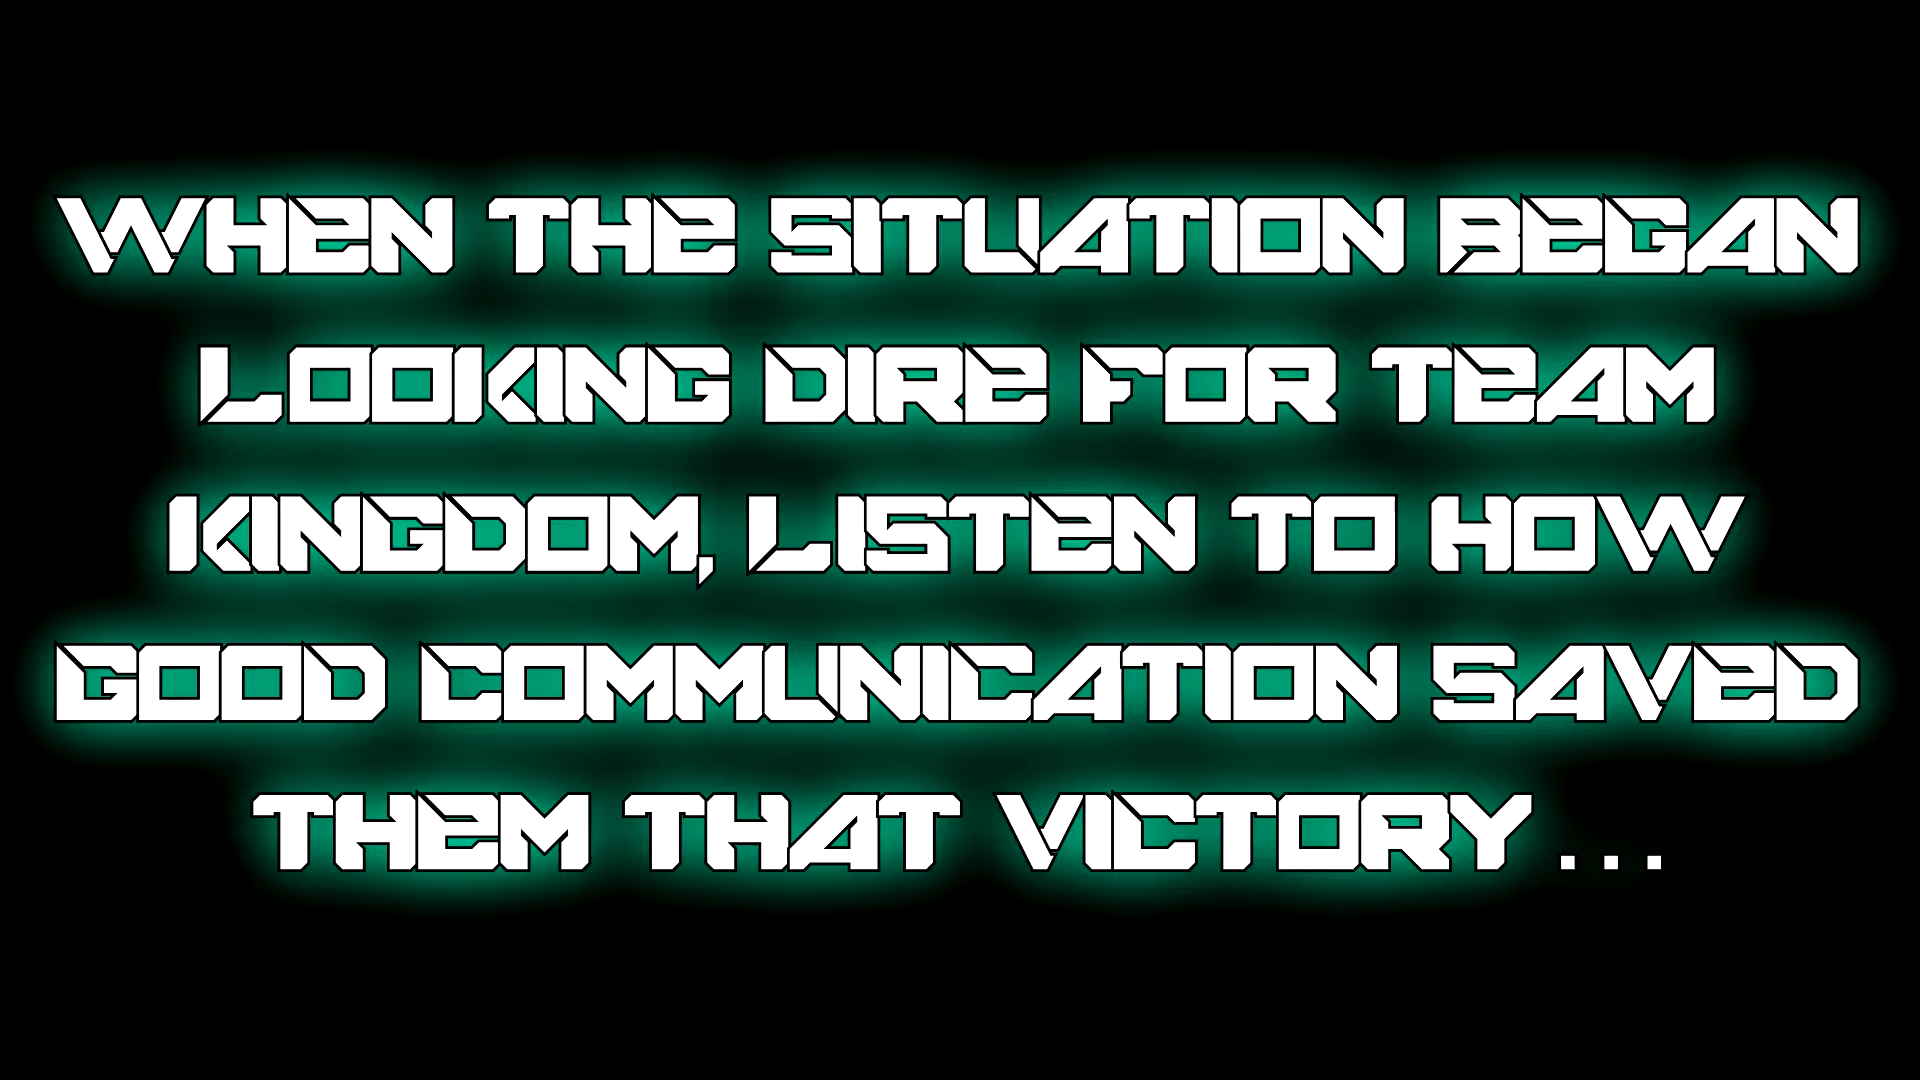 WHEN THE SITUATION BEGAN
LOOKING DIRE FOR TEAM
KINGDOM, LISTEN TO HOW
GOOD COMMUNICATION SAVED
THEM THAT VICTORY...